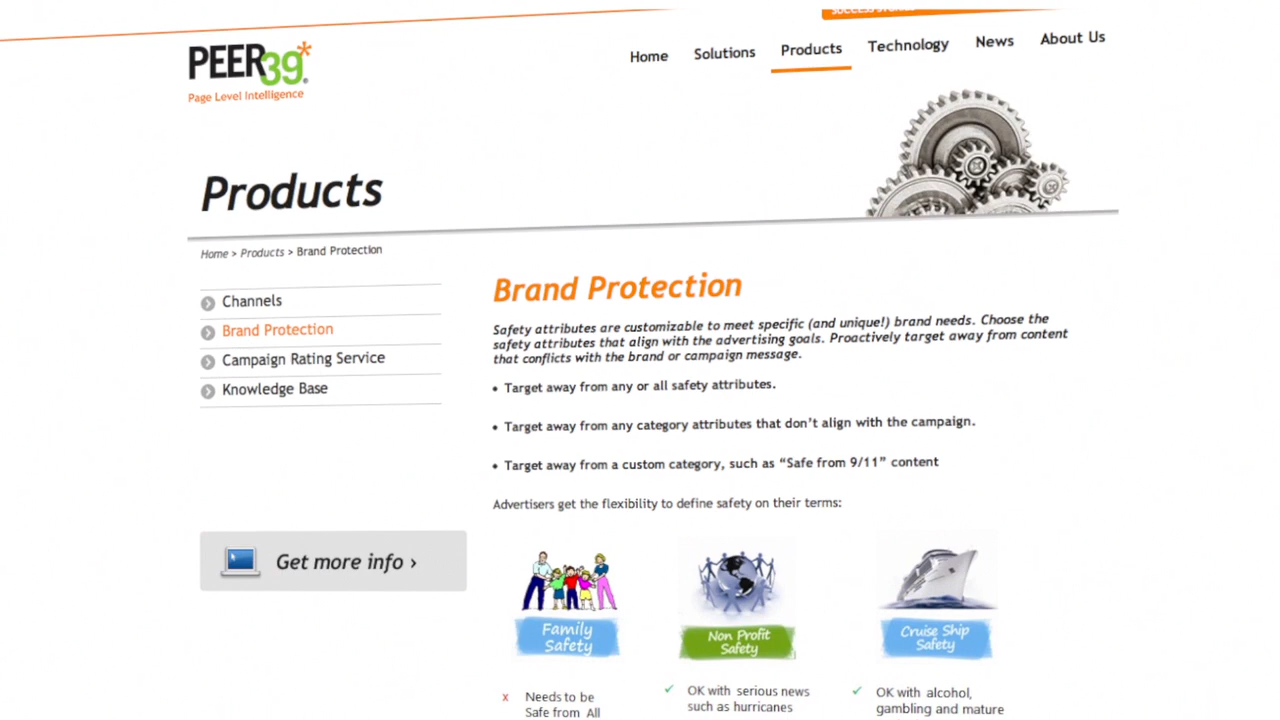 PEER39*
Page Level Intelligence
Home Solutions Products Technology News About Us
Products
Home > Products > Brand Protection
Channels
Brand Protection
Campaign Rating Service
Knowledge Base
Get more info ›
Brand Protection
Safety attributes are customizable to meet specific (and unique!) brand needs. Choose the
safety attributes that align with the advertising goals. Proactively target away from content
that conflicts with the brand or campaign message.
• Target away from any or all safety attributes.
• Target away from any category attributes that don’t align with the campaign.
• Target away from a custom category, such as “Safe from 9/11” content
Advertisers get the flexibility to define safety on their terms:
Family
Safety
Non Profit
Safety
Cruise Ship
Safety
x Needs to be
Safe from All
✓ OK with serious news
such as hurricanes
✓ OK with alcohol,
gambling and mature